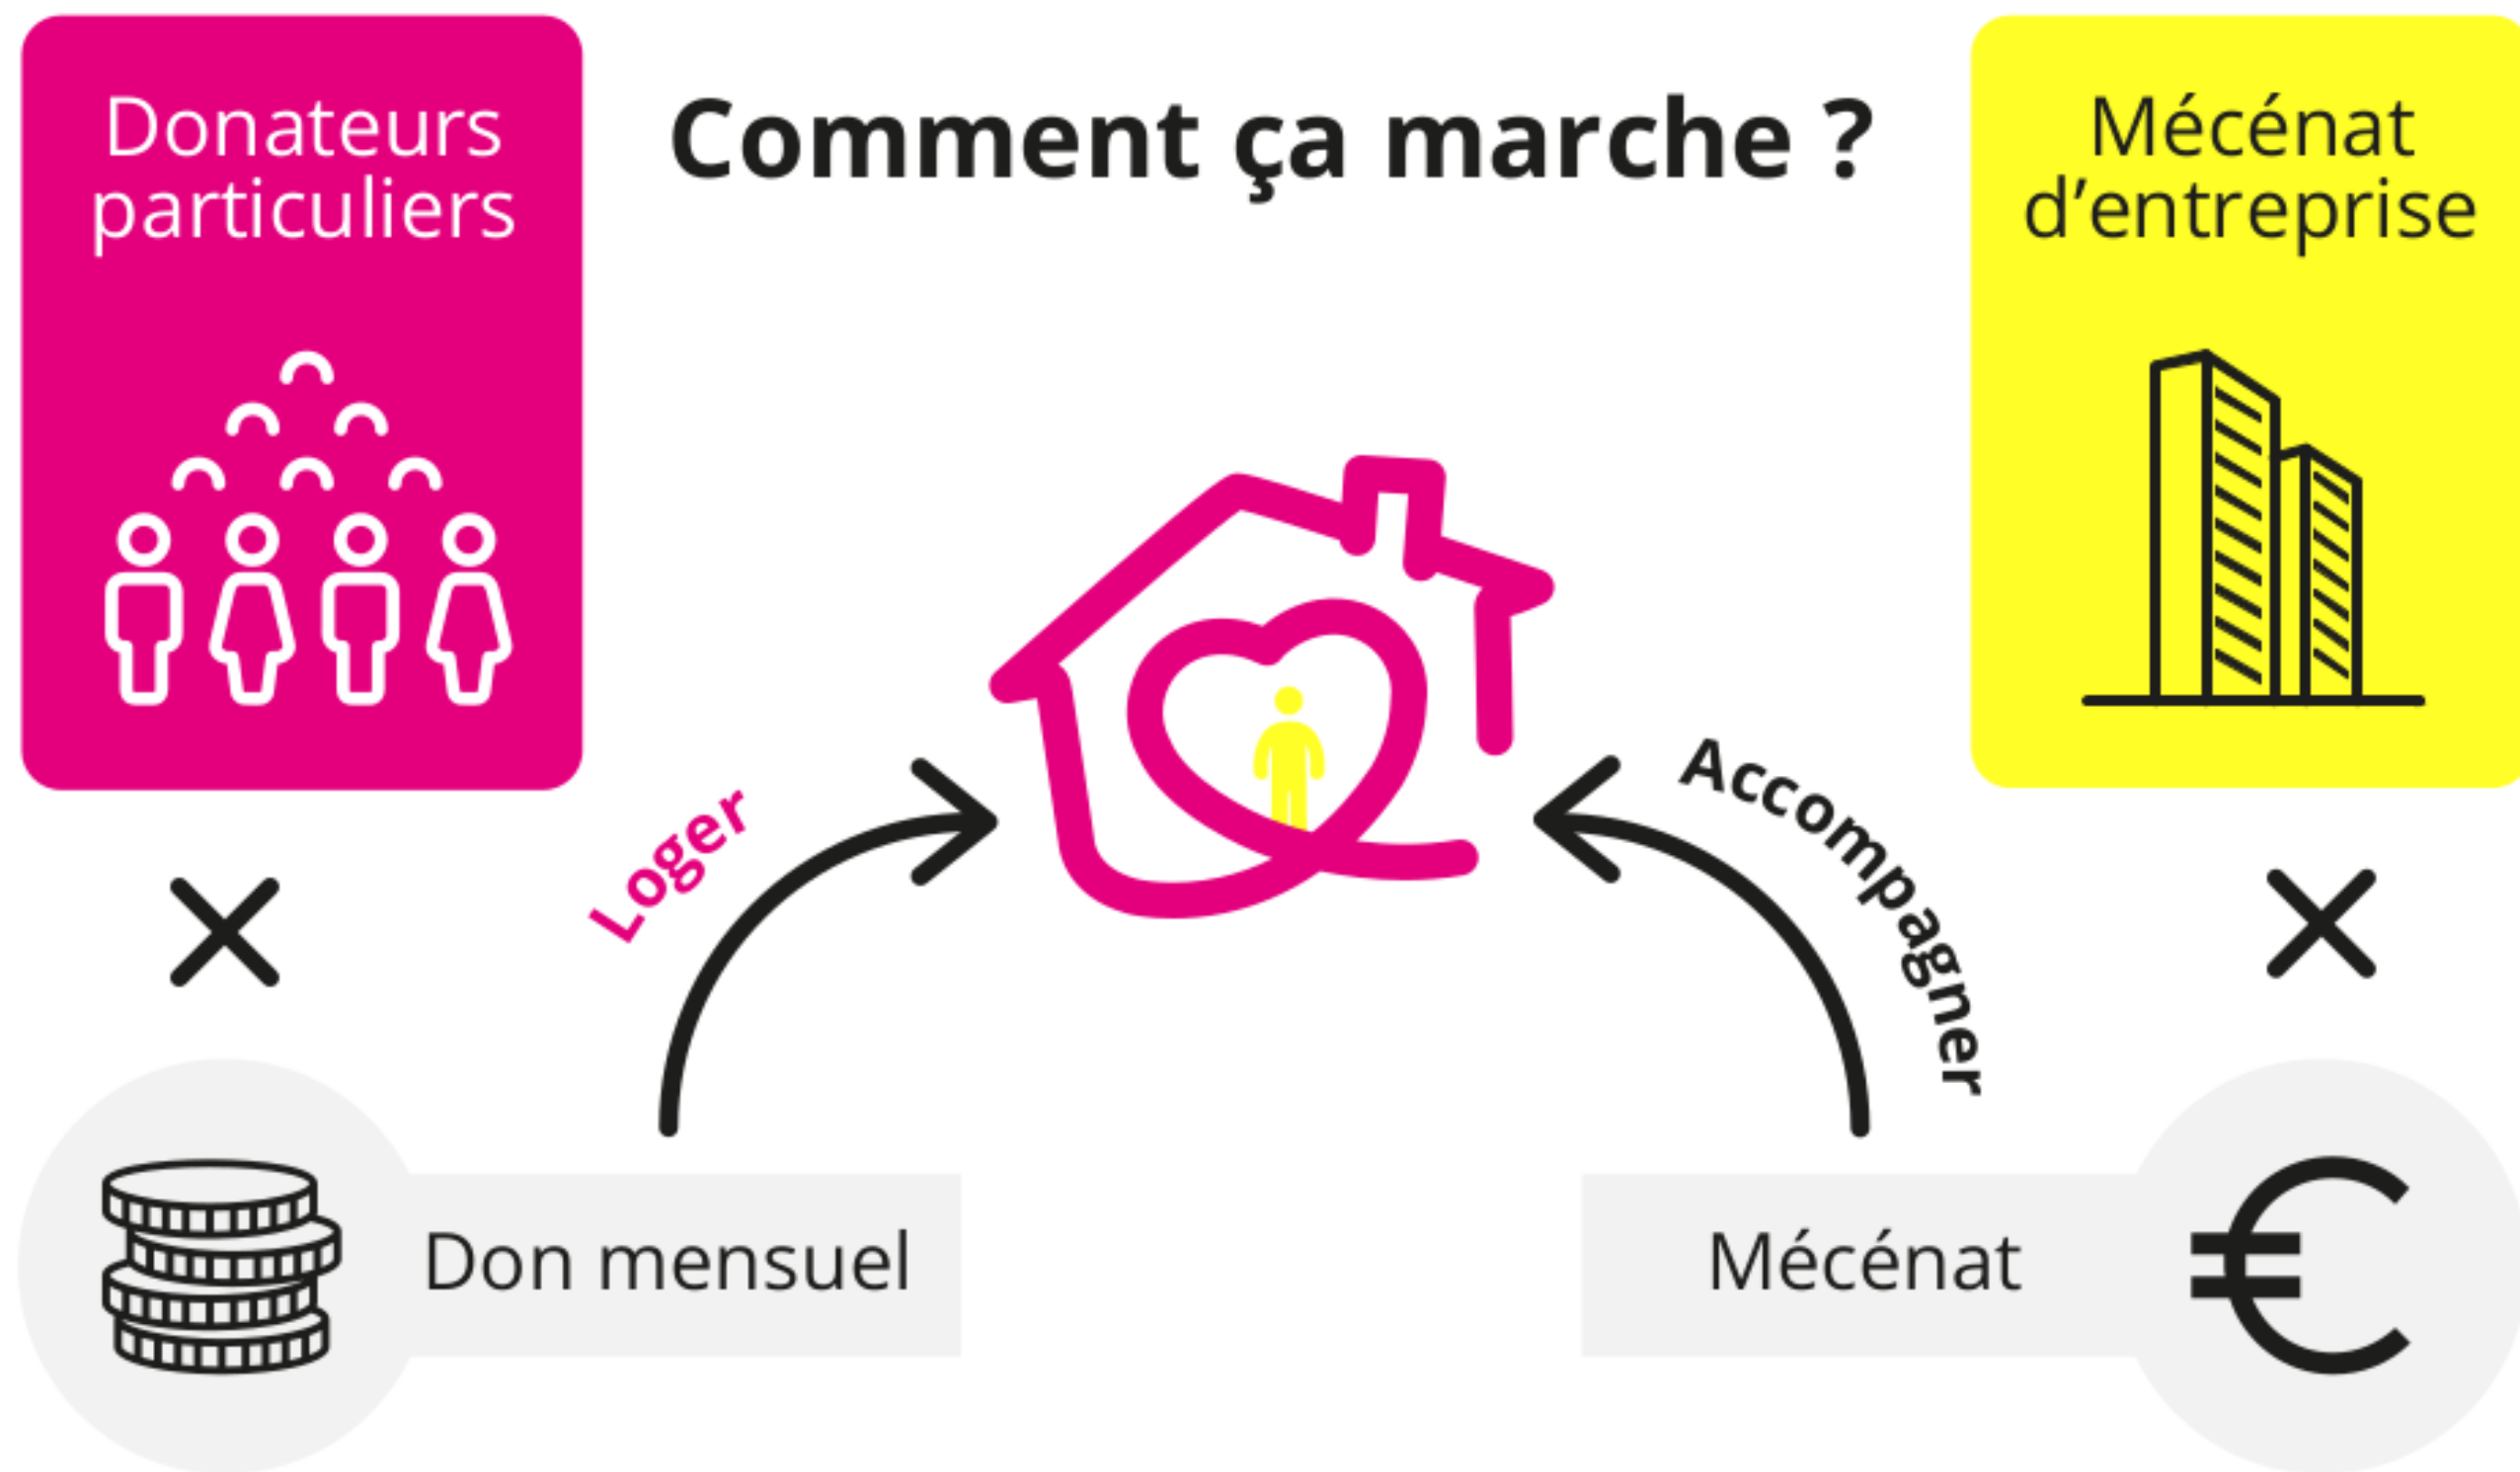 Donateurs
particuliers
Comment ça marche ?
Mécénat
d’entreprise
Loger
Accompagner
Don mensuel
Mécénat
€